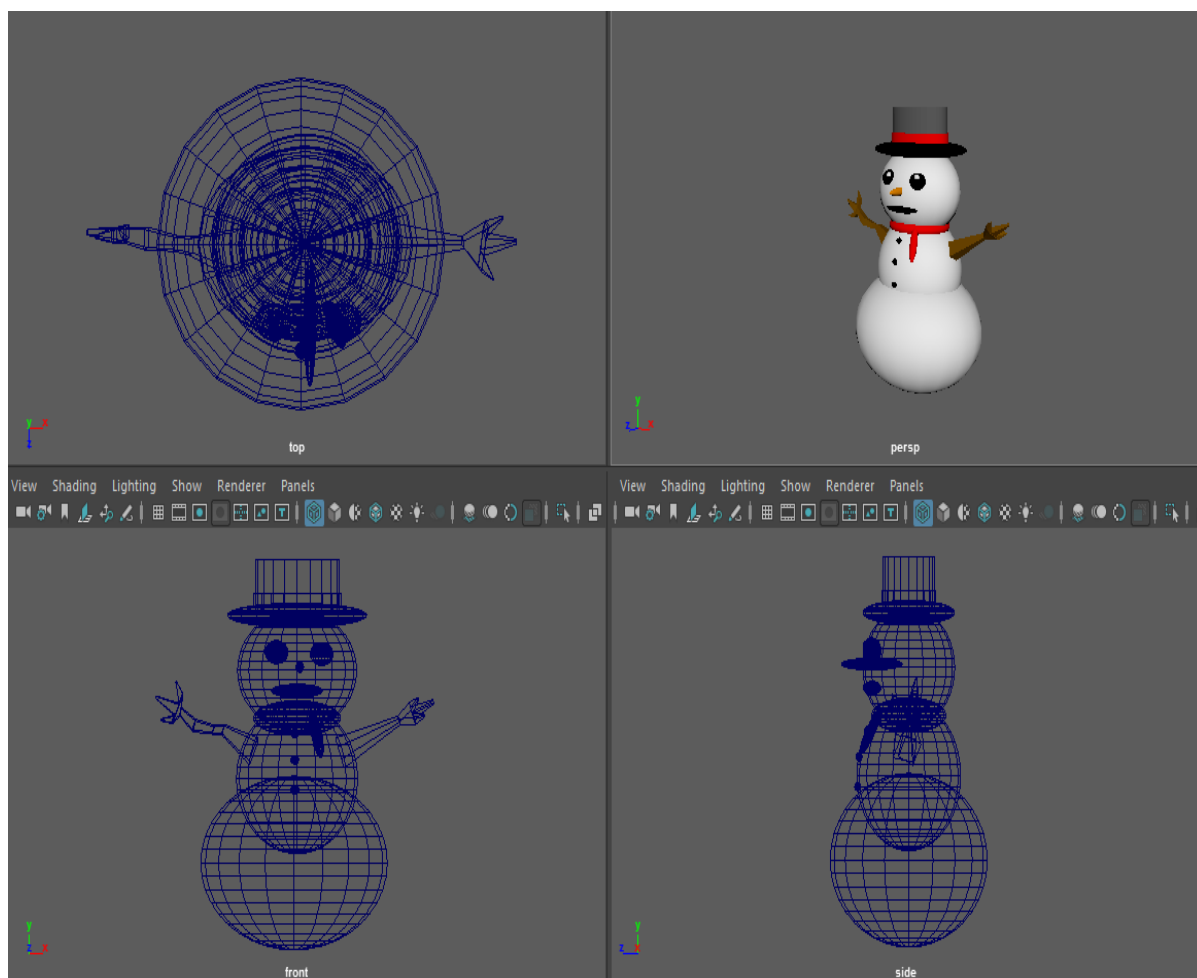 y x
z
top
y
z x
persp
View Shading Lighting Show Renderer Panels
View Shading Lighting Show Renderer Panels
y
z x
front
y
z x
side